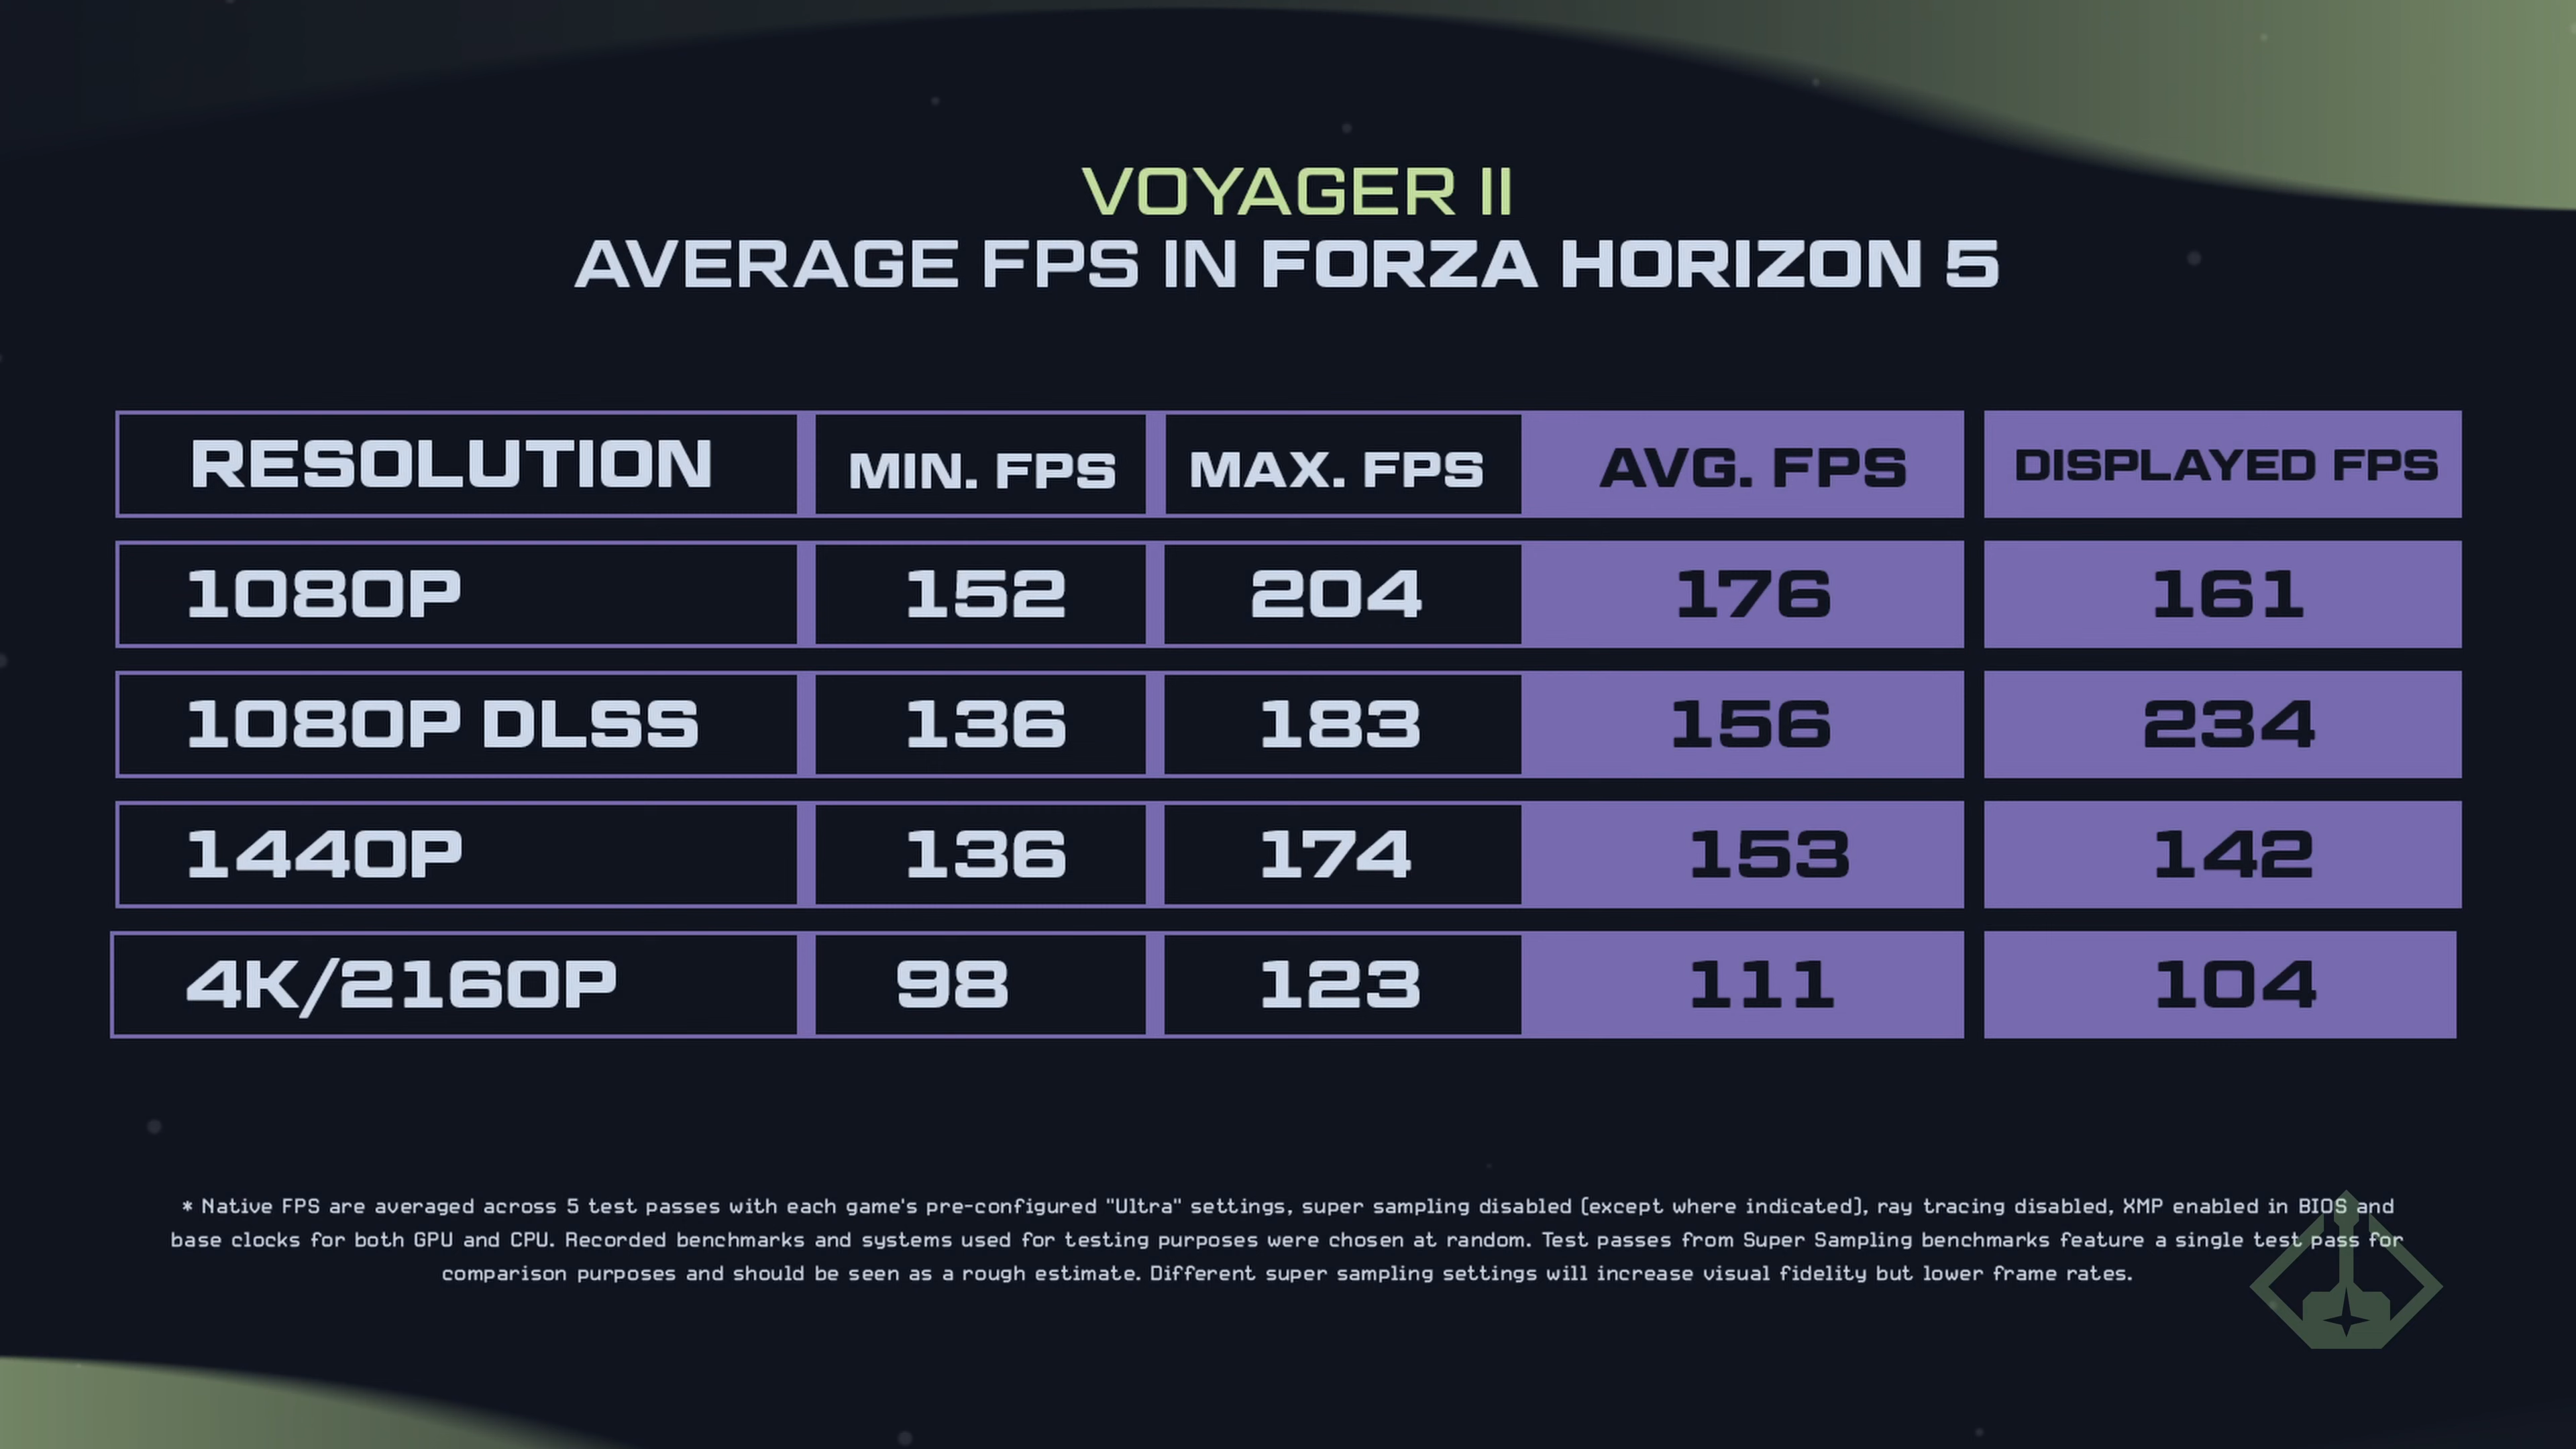 VOYAGER II
AVERAGE FPS IN FORZA HORIZON 5
RESOLUTION MIN. FPS MAX. FPS AVG. FPS DISPLAYED FPS
1080P 152 204 176 161
1080P DLSS 136 183 156 234
1440P 136 174 153 142
4K/2160P 98 123 111 104
* Native FPS are averaged across 5 test passes with each game's pre-configured "Ultra" settings, super sampling disabled (except where indicated), ray tracing disabled, XMP enabled in BIOS and
base clocks for both GPU and CPU. Recorded benchmarks and systems used for testing purposes were chosen at random. Test passes from Super Sampling benchmarks feature a single test pass for
comparison purposes and should be seen as a rough estimate. Different super sampling settings will increase visual fidelity but lower frame rates.